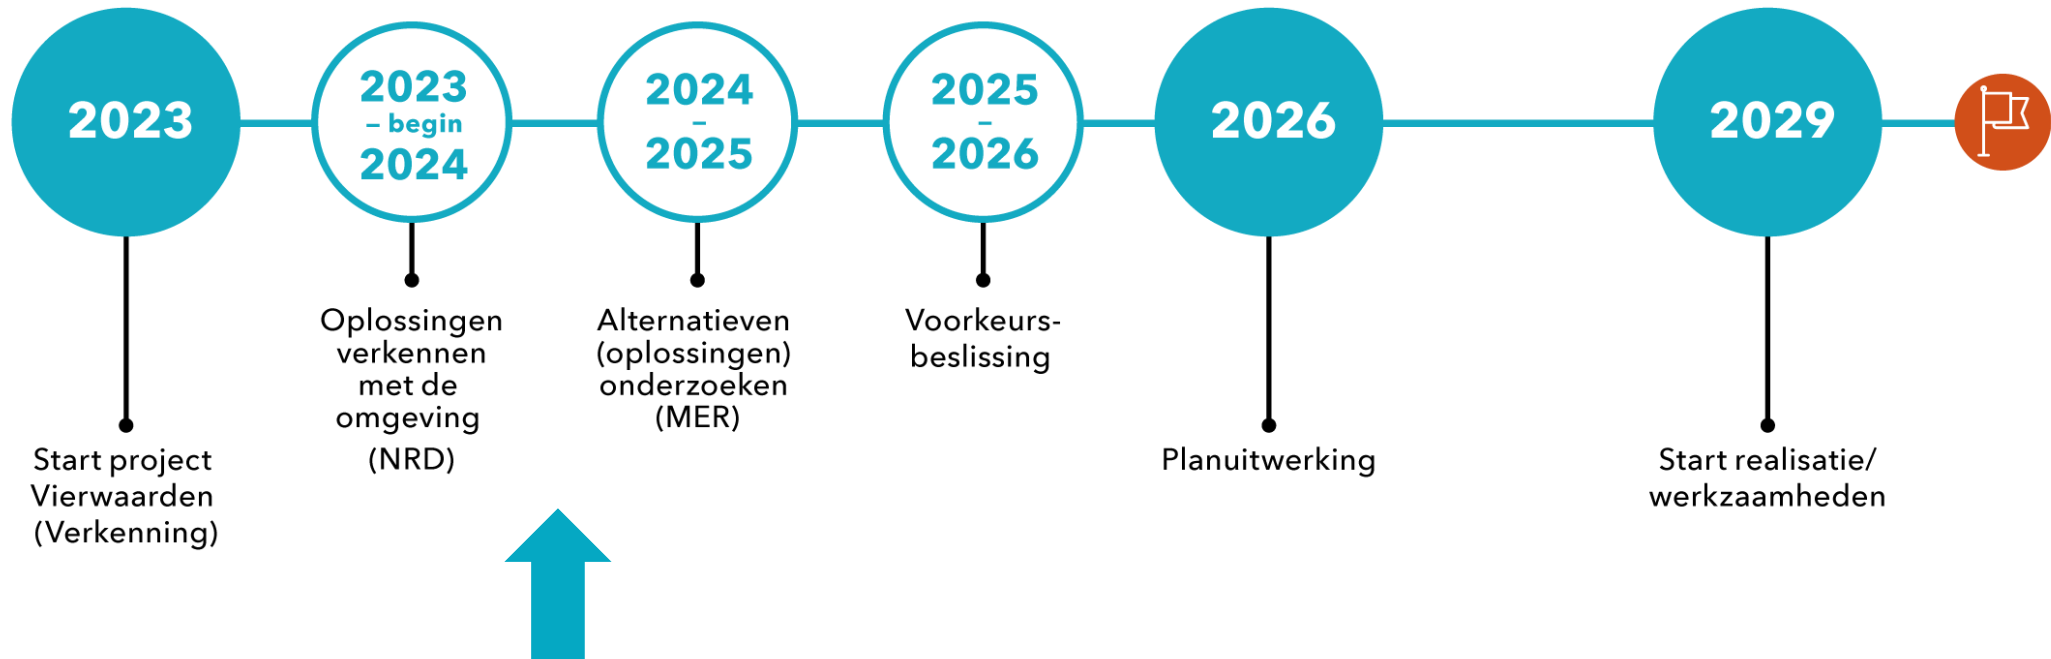 2023
Start project
Vierwaarden
(Verkenning)
2023
– begin
2024
Oplossingen
verkennen
met de
omgeving
(NRD)
2024
–
2025
Alternatieven
(oplossingen)
onderzoeken
(MER)
2025
–
2026
Voorkeurs-
beslissing
2026
Planuitwerking
2029
Start realisatie/
werkzaamheden